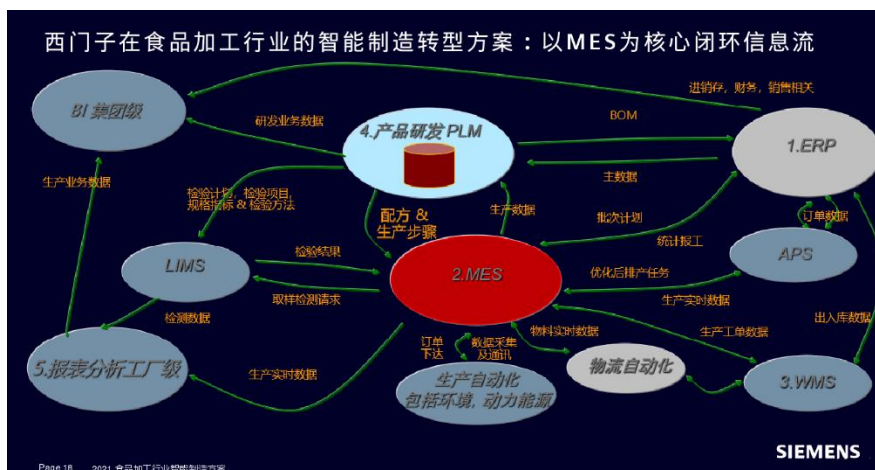 西门子在食品加工行业的智能制造转型方案：以MES为核心闭环信息流
进销存，财务，销售相关
BI 集团级
研发业务数据
4.产品研发 PLM
BOM
1.ERP
生产业务数据
检验计划，检验项目，
规格指标 & 检验方法
主数据
配方 &
生产步骤
生产数据
批次计划
订单数据
统计报工
LIMS
检验结果
2.MES
优化后排产任务
APS
取样检测请求
生产实时数据
检测数据
物料实时数据
生产工单数据
出入库数据
订单
下达
数据采集
及通讯
5.报表分析工厂级
生产实时数据
生产自动化
包括环境, 动力能源
物流自动化
3.WMS
SIEMENS
Page 18 2021 食品加工行业智能制造方案